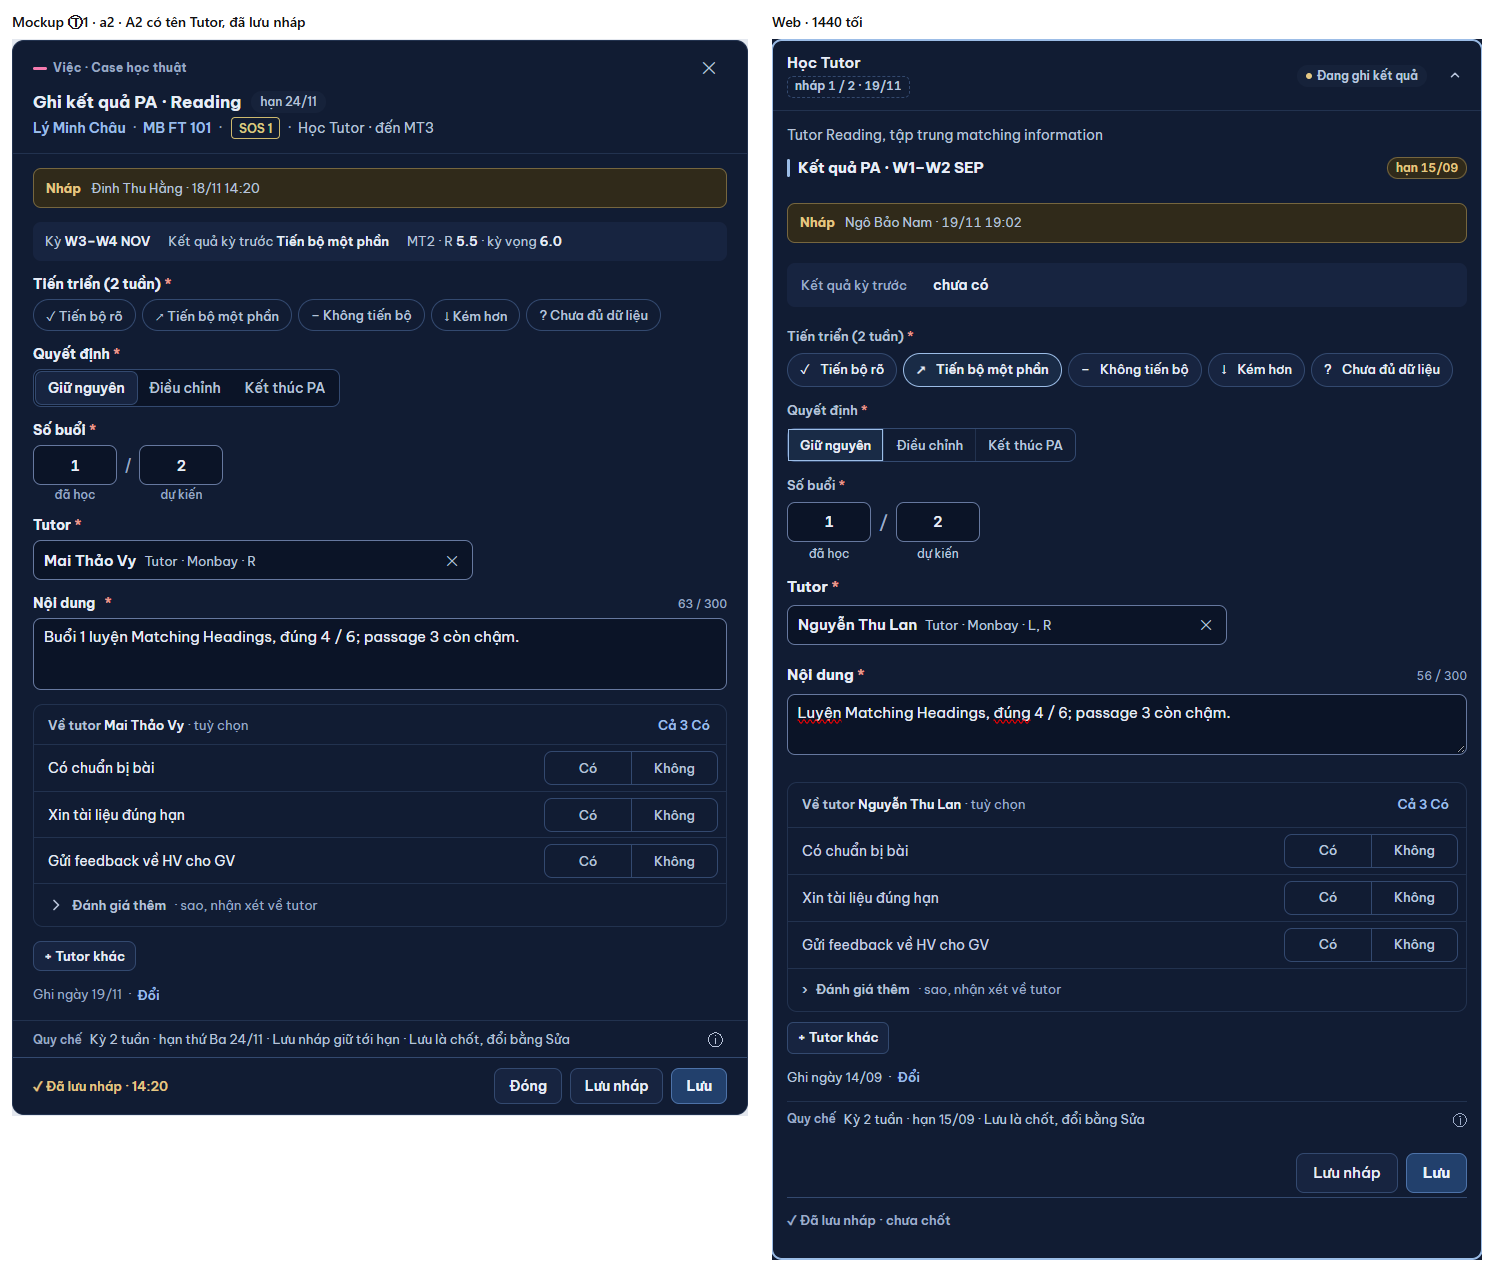 Mockup Ⓣ1 · a2 · A2 có tên Tutor, đã lưu nháp
Việc · Case học thuật
Ghi kết quả PA · Reading hạn 24/11
Lý Minh Châu · MB FT 101 · SOS 1 · Học Tutor · đến MT3
Nháp Đinh Thu Hằng · 18/11 14:20
Kỳ W3–W4 NOV Kết quả kỳ trước Tiến bộ một phần MT2 · R 5.5 · kỳ vọng 6.0
Tiến triển (2 tuần) *
✓ Tiến bộ rõ ↗ Tiến bộ một phần – Không tiến bộ ↓ Kém hơn ? Chưa đủ dữ liệu
Quyết định *
Giữ nguyên Điều chỉnh Kết thúc PA
Số buổi *
1 / 2
đã học dự kiến
Tutor *
Mai Thảo Vy Tutor · Monbay · R
Nội dung * 63 / 300
Buổi 1 luyện Matching Headings, đúng 4 / 6; passage 3 còn chậm.
Về tutor Mai Thảo Vy · tuỳ chọn Cả 3 Có
Có chuẩn bị bài Có Không
Xin tài liệu đúng hạn Có Không
Gửi feedback về HV cho GV Có Không
Đánh giá thêm · sao, nhận xét về tutor
+ Tutor khác
Ghi ngày 19/11 · Đổi
Quy chế Kỳ 2 tuần · hạn thứ Ba 24/11 · Lưu nháp giữ tới hạn · Lưu là chốt, đổi bằng Sửa
✓ Đã lưu nháp · 14:20 Đóng Lưu nháp Lưu
Web · 1440 tối
Học Tutor
nháp 1 / 2 · 19/11
Đang ghi kết quả
Tutor Reading, tập trung matching information
Kết quả PA · W1–W2 SEP hạn 15/09
Nháp Ngô Bảo Nam · 19/11 19:02
Kết quả kỳ trước chưa có
Tiến triển (2 tuần) *
✓ Tiến bộ rõ ↗ Tiến bộ một phần – Không tiến bộ ↓ Kém hơn ? Chưa đủ dữ liệu
Quyết định *
Giữ nguyên Điều chỉnh Kết thúc PA
Số buổi *
1 / 2
đã học dự kiến
Tutor *
Nguyễn Thu Lan Tutor · Monbay · L, R
Nội dung * 56 / 300
Luyện Matching Headings, đúng 4 / 6; passage 3 còn chậm.
Về tutor Nguyễn Thu Lan · tuỳ chọn Cả 3 Có
Có chuẩn bị bài Có Không
Xin tài liệu đúng hạn Có Không
Gửi feedback về HV cho GV Có Không
Đánh giá thêm · sao, nhận xét về tutor
+ Tutor khác
Ghi ngày 14/09 · Đổi
Quy chế Kỳ 2 tuần · hạn 15/09 · Lưu là chốt, đổi bằng Sửa
Lưu nháp Lưu
✓ Đã lưu nháp · chưa chốt